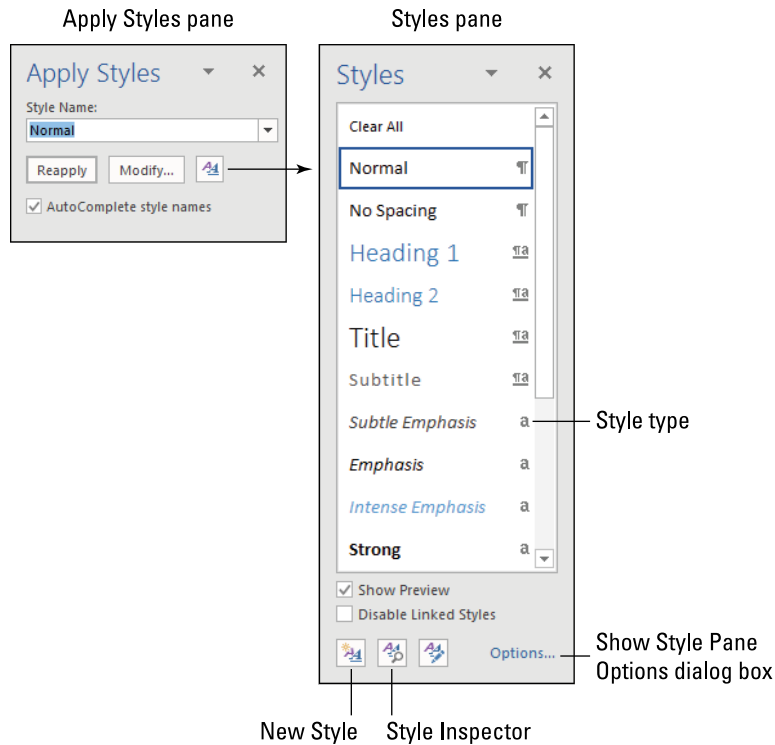 Apply Styles pane
Styles pane
Apply Styles
Style Name:
Normal
Reapply
Modify...
AutoComplete style names
Styles
Clear All
Normal ¶
No Spacing ¶
Heading 1 ¶a
Heading 2 ¶a
Title ¶a
Subtitle ¶a
Subtle Emphasis a
Emphasis a
Intense Emphasis a
Strong a
Style type
Show Preview
Disable Linked Styles
Options...
Show Style Pane
Options dialog box
New Style
Style Inspector